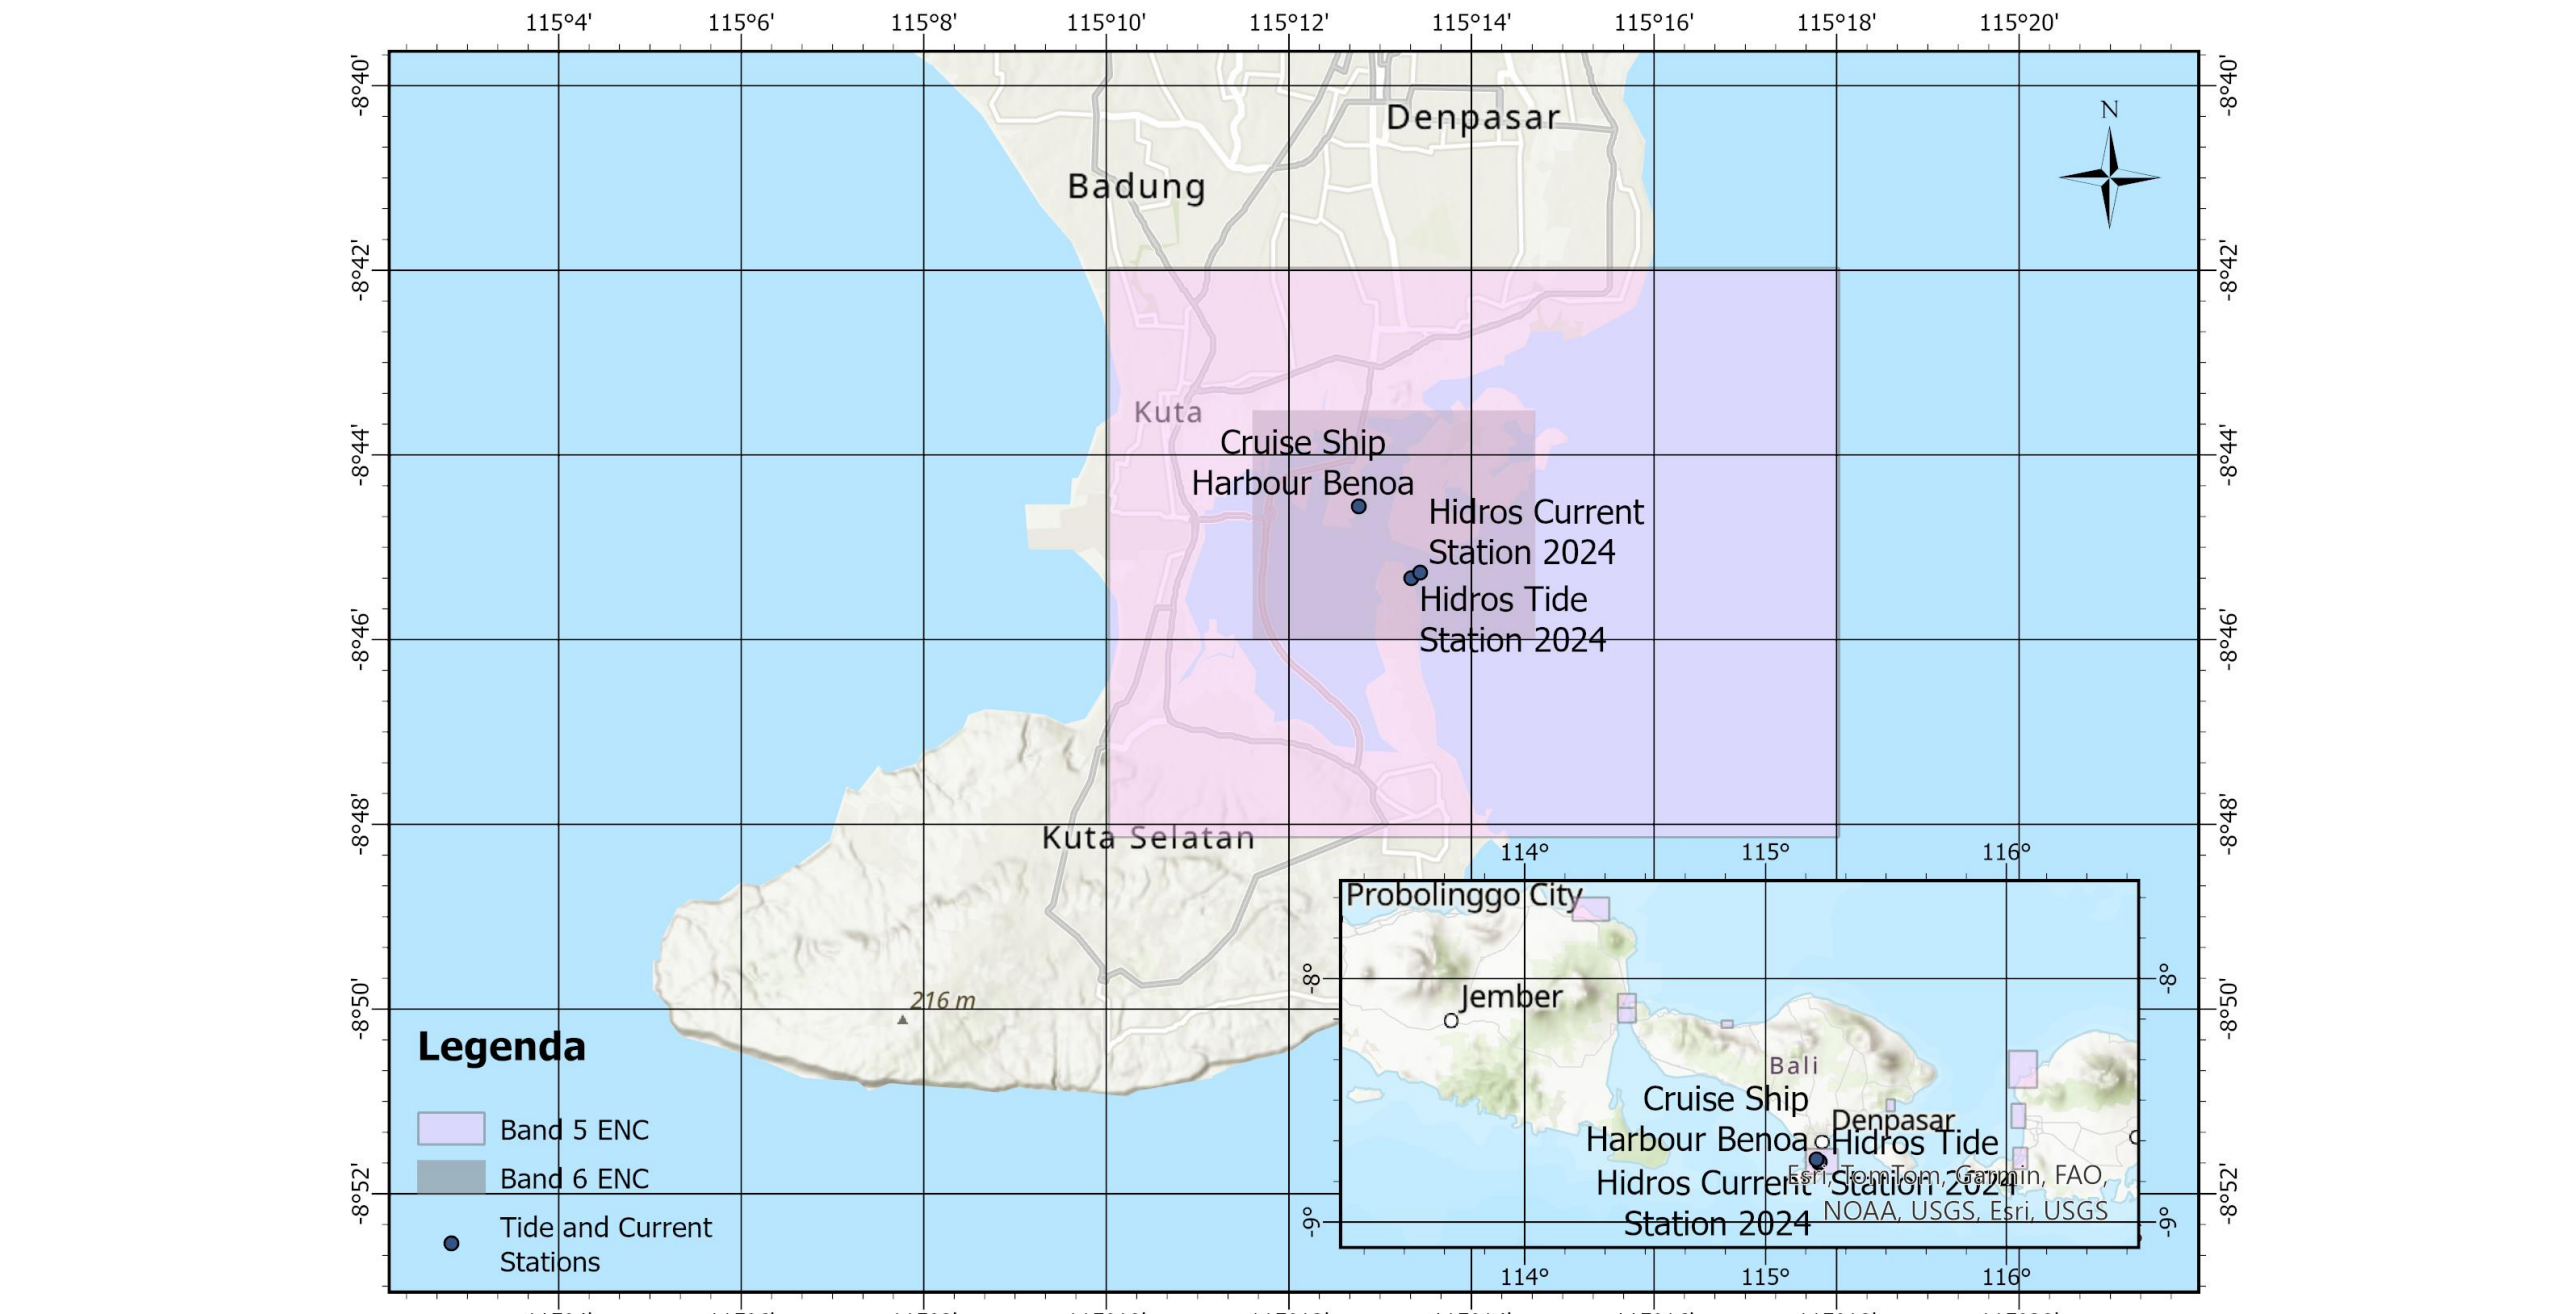 115°4' 115°6' 115°8' 115°10' 115°12' 115°14' 115°16' 115°18' 115°20'
-8°40' -8°40'
N
Denpasar
Badung
-8°42' -8°42'
Kuta
Cruise Ship
Harbour Benoa
-8°44' -8°44'
Hidros Current
Station 2024
Hidros Tide
Station 2024
-8°46' -8°46'
-8°48' -8°48'
Kuta Selatan
216 m
-8°50' -8°50'
Legenda
Band 5 ENC
Band 6 ENC
Tide and Current
Stations
-8°52' -8°52'
114° 115° 116°
Probolinggo City
-8° -8°
Jember
Bali
Cruise Ship
Harbour Benoa
Denpasar
Hidros Tide
Station 2024
Hidros Current
Station 2024
Esri, TomTom, Garmin, FAO,
NOAA, USGS, Esri, USGS
-9° -9°
114° 115° 116°